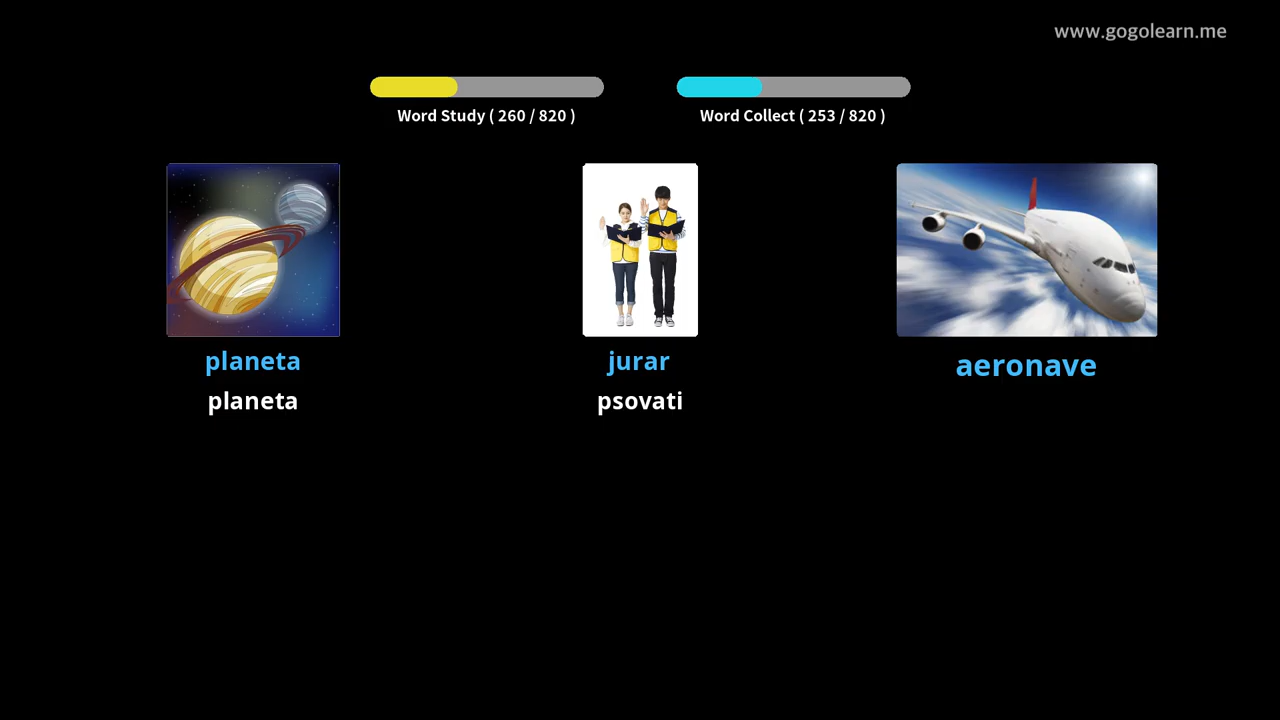 www.gogolearn.me
Word Study ( 260 / 820 )
Word Collect ( 253 / 820 )
planeta
planeta
jurar
psovati
aeronave